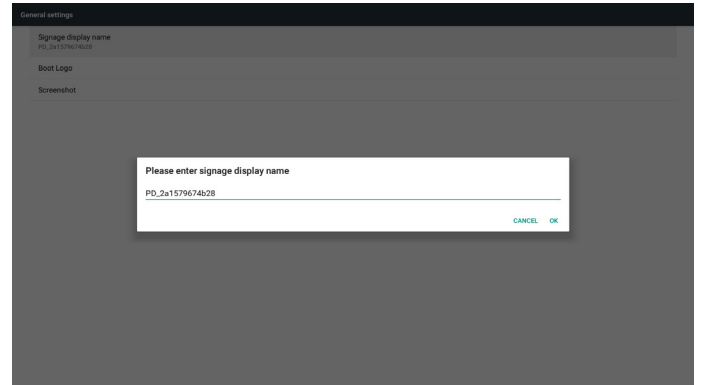 General settings
Signage display name
PD_2a1579674b28
Boot Logo
Screenshot
Please enter signage display name
PD_2a1579674b28
CANCEL OK